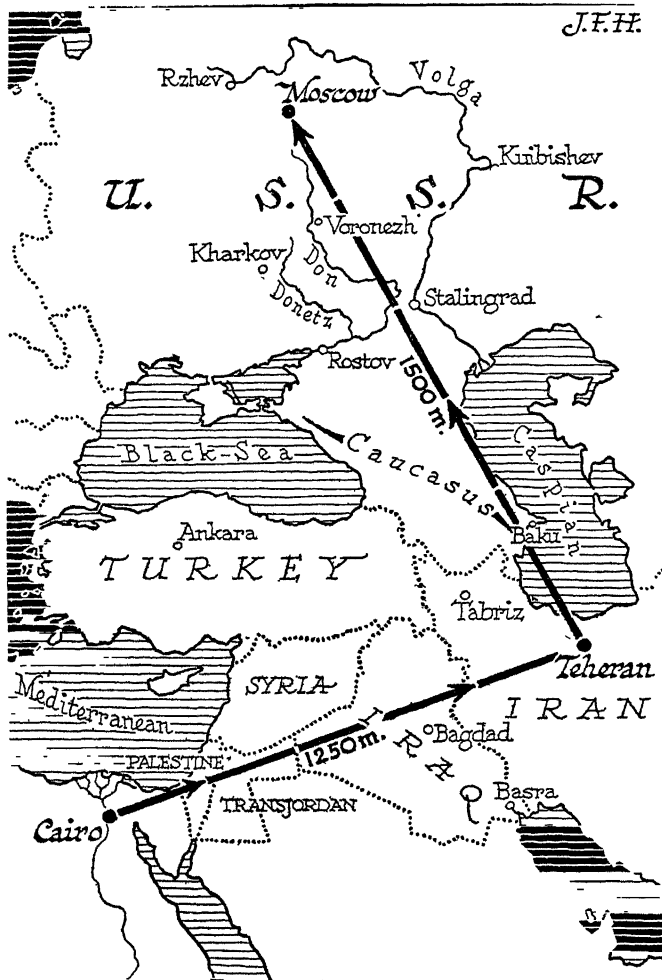 J.F.H.
Rzhev
Moscow
Volga
Kuibishev
U. S. S. R.
Voronezh
Kharkov
Don
Donetz
Stalingrad
Rostov
1500 m.
Black-Sea
Caucasus
Caspian
Baku
Ankara
TURKEY
Tabriz
Teheran
SYRIA
IRAN
Mediterranean
1250 m.
Bagdad
IRAQ
PALESTINE
TRANSJORDAN
Basra
Cairo